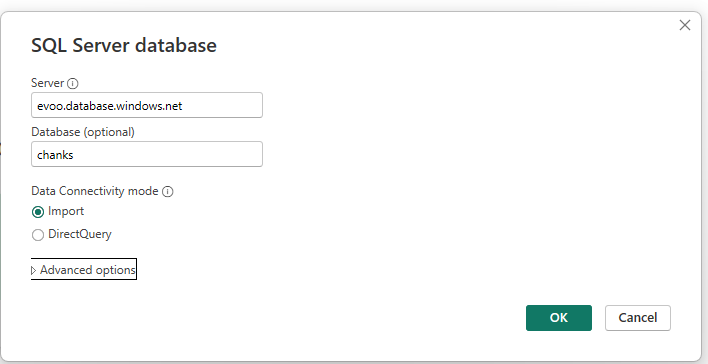 SQL Server database
Server
evoo.database.windows.net
Database (optional)
chanks
Data Connectivity mode
Import
DirectQuery
Advanced options
OK Cancel